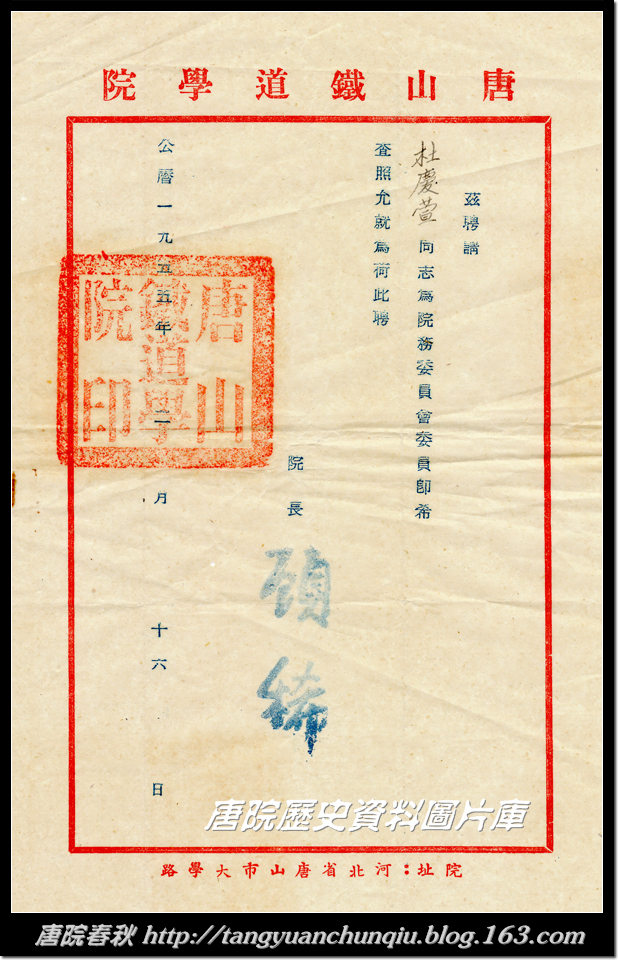 唐山鐵道學院
茲聘請
杜慶萱同志為院務委員會委員即希
查照允就為荷此聘
院長 顧稀
公曆一九五五年二月十六日
唐山
鐵道學
院印
唐院歷史資料圖片庫
院址：河北省唐山市大學路
唐院春秋 http://tangyuanchunqiu.blog.163.com